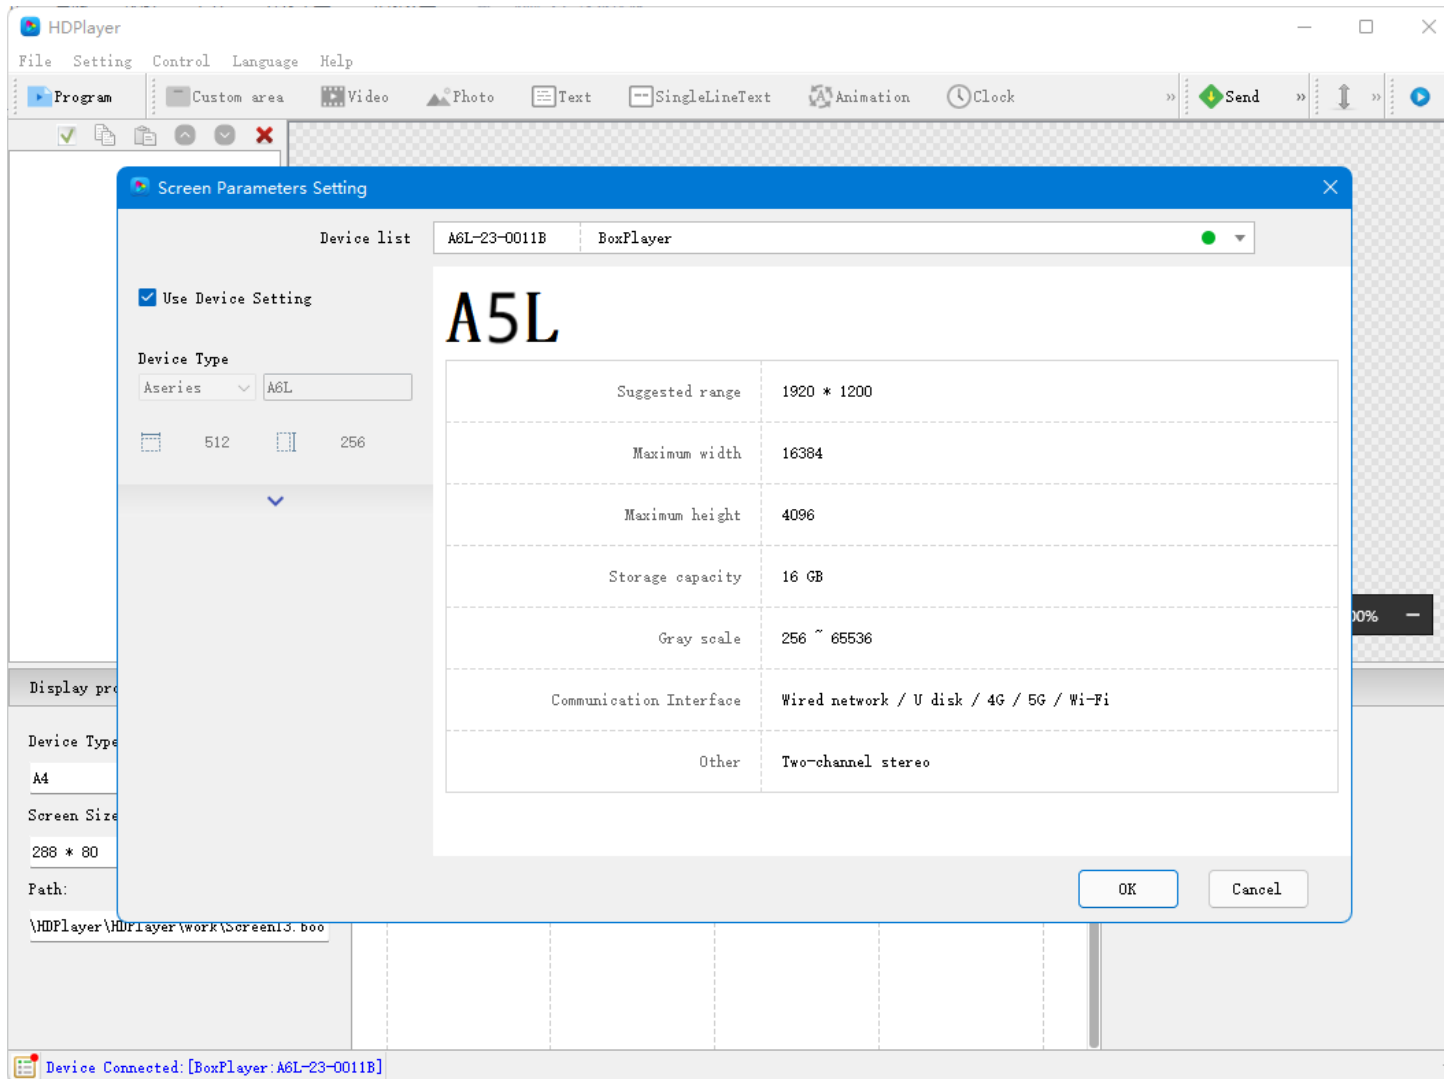 HDPlayer
File Setting Control Language Help
Program Custom area Video Photo Text SingleLineText Animation Clock » Send » »
Screen Parameters Setting
Device list A6L-23-0011B BoxPlayer
Use Device Setting
A5L
Device Type
Aseries A6L
512 256
Suggested range 1920 * 1200
Maximum width 16384
Maximum height 4096
Storage capacity 16 GB
Gray scale 256 ~ 65536
Communication Interface Wired network / U disk / 4G / 5G / Wi-Fi
Other Two-channel stereo
OK Cancel
Display
Device Type
A4
Screen Size
288 * 80
Path:
\HDPlayer\HDPlayer\work\Screen13.boo
Device Connected:[BoxPlayer:A6L-23-0011B]